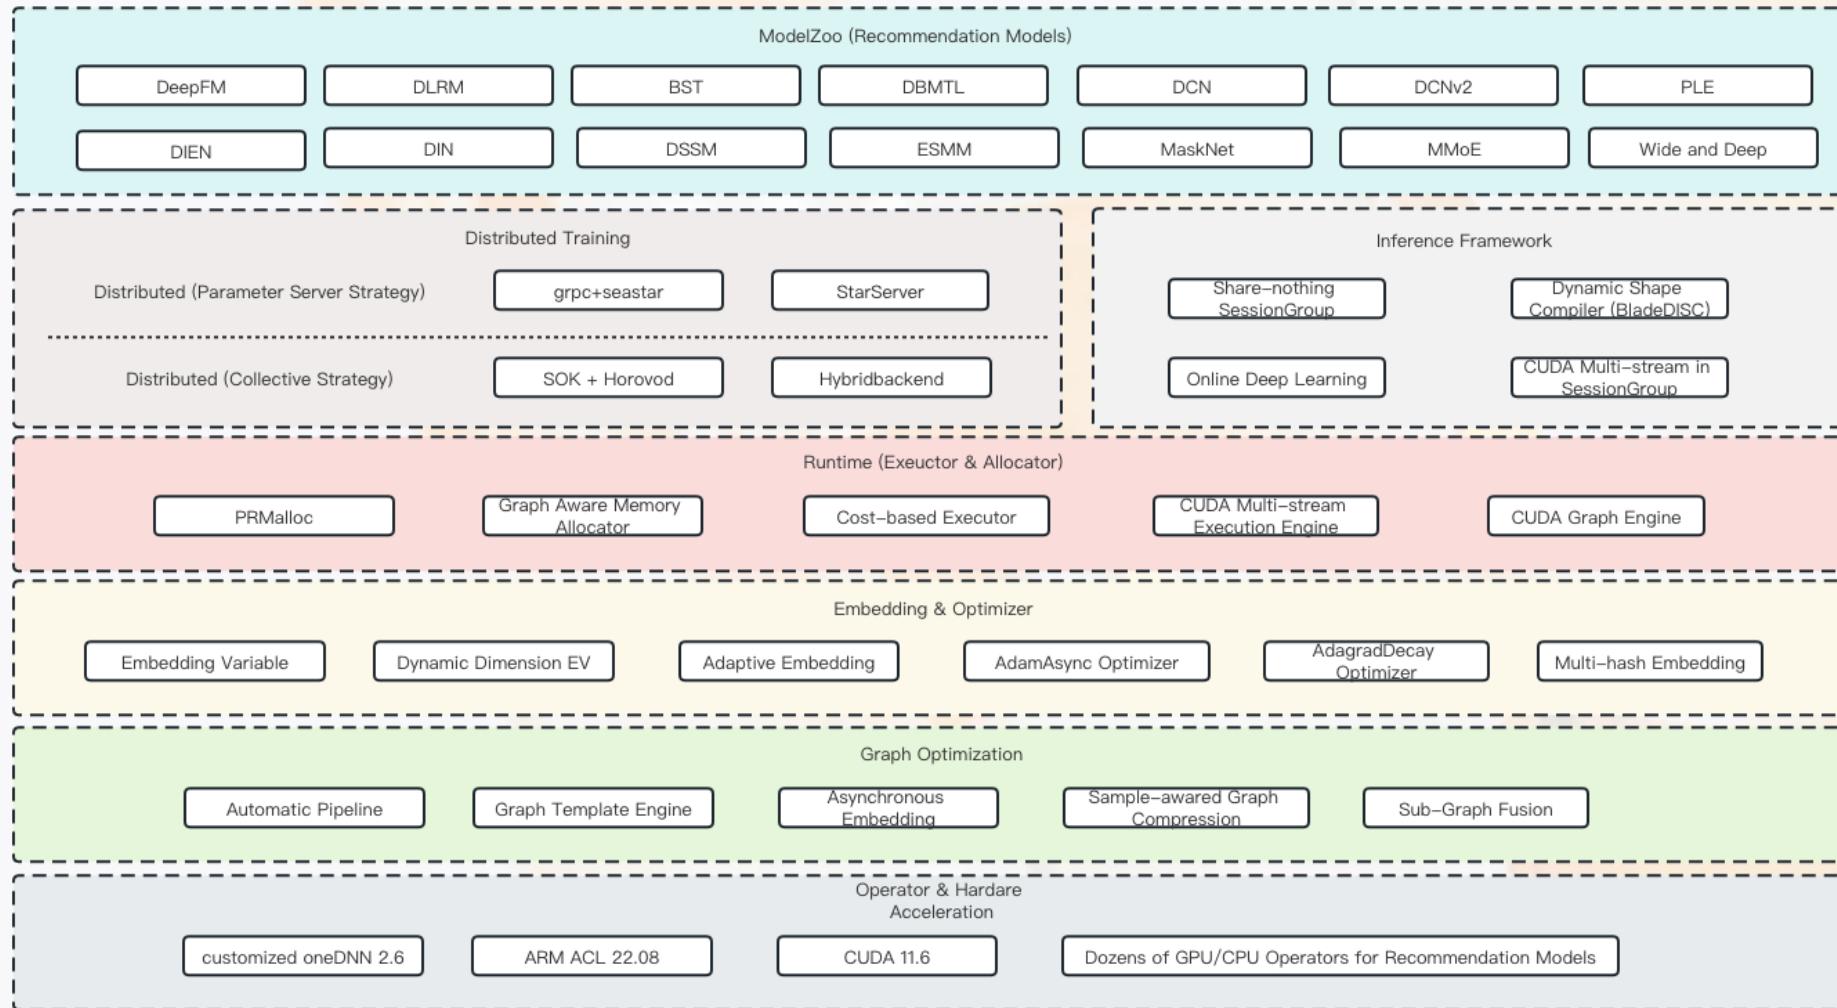 ModelZoo (Recommendation Models)
DeepFM
DLRM
BST
DBMTL
DCN
DCNv2
PLE
DIEN
DIN
DSSM
ESMM
MaskNet
MMoE
Wide and Deep
Distributed Training
Distributed (Parameter Server Strategy)
grpc+seastar
StarServer
Distributed (Collective Strategy)
SOK + Horovod
Hybridbackend
Inference Framework
Share-nothing
SessionGroup
Dynamic Shape
Compiler (BladeDISC)
Online Deep Learning
CUDA Multi-stream in
SessionGroup
Runtime (Exeuctor & Allocator)
PRMalloc
Graph Aware Memory
Allocator
Cost-based Executor
CUDA Multi-stream
Execution Engine
CUDA Graph Engine
Embedding & Optimizer
Embedding Variable
Dynamic Dimension EV
Adaptive Embedding
AdamAsync Optimizer
AdagradDecay
Optimizer
Multi-hash Embedding
Graph Optimization
Automatic Pipeline
Graph Template Engine
Asynchronous
Embedding
Sample-awared Graph
Compression
Sub-Graph Fusion
Operator & Hardare
Acceleration
customized oneDNN 2.6
ARM ACL 22.08
CUDA 11.6
Dozens of GPU/CPU Operators for Recommendation Models